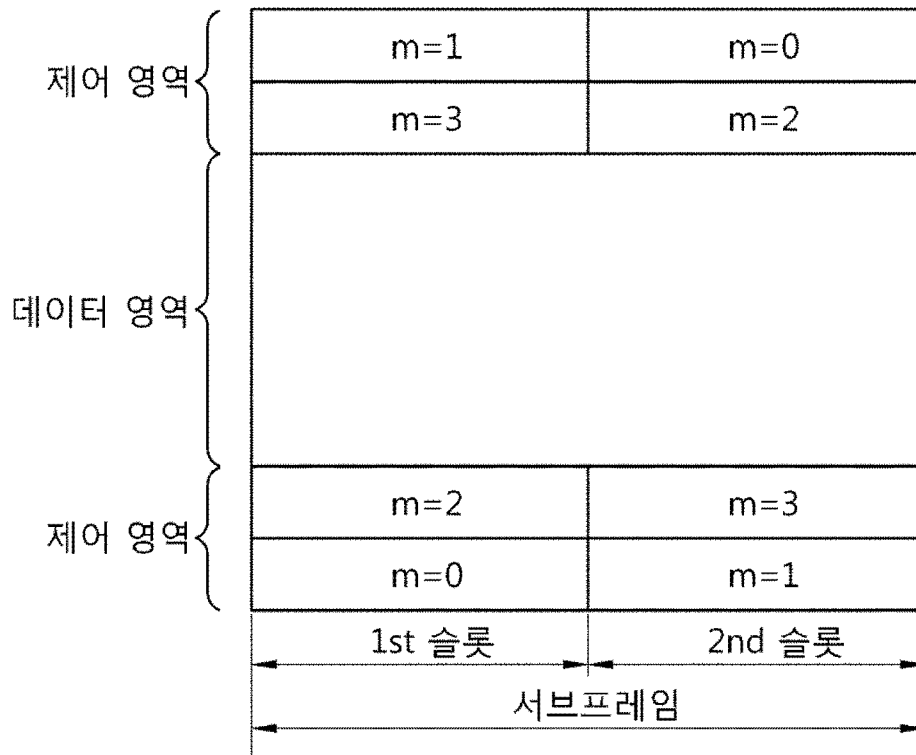 제어 영역
m=1 m=0
m=3 m=2
데이터 영역
제어 영역
m=2 m=3
m=0 m=1
1st 슬롯 2nd 슬롯
서브프레임